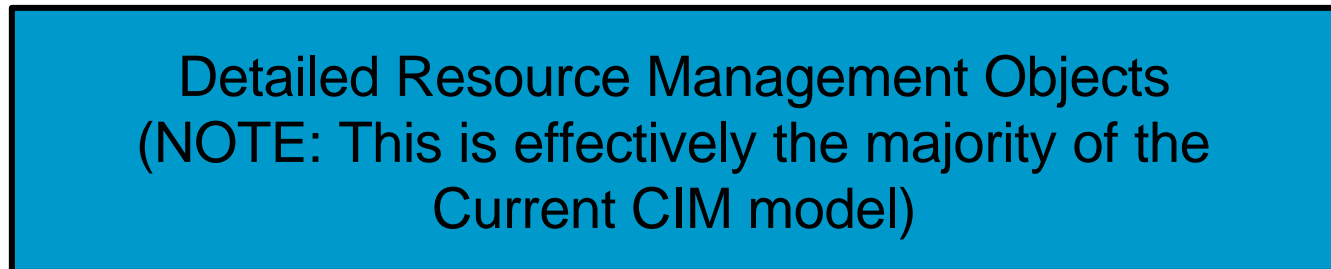 Detailed Resource Management Objects
(NOTE: This is effectively the majority of the
Current CIM model)